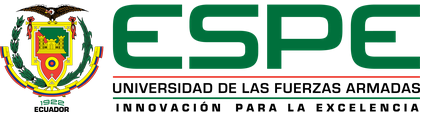 ESPE
UNIVERSIDAD DE LAS FUERZAS ARMADAS
INNOVACIÓN PARA LA EXCELENCIA
1922
ECUADOR